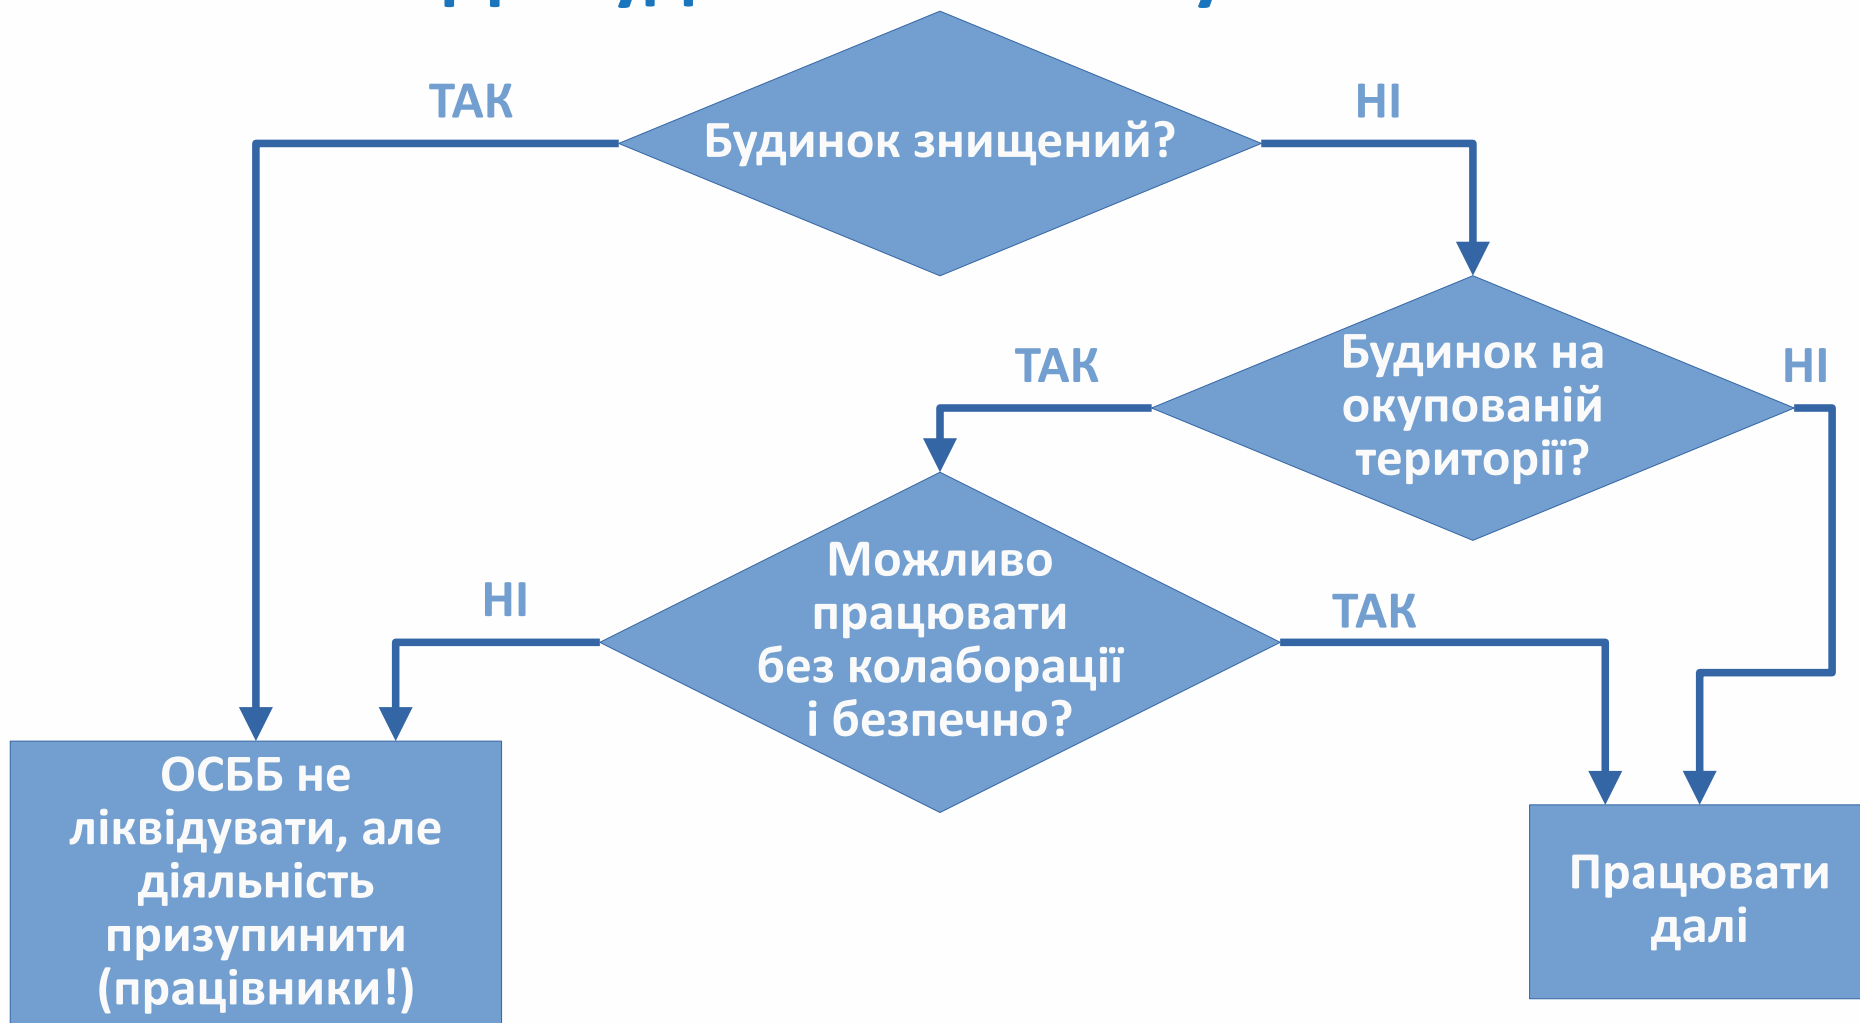 ТАК
Будинок знищений?
НІ
ТАК
Будинок на
окупованій
території?
НІ
НІ
Можливо
працювати
без колаборації
і безпечно?
ТАК
ОСББ не
ліквідувати, але
діяльність
призупинити
(працівники!)
Працювати
далі